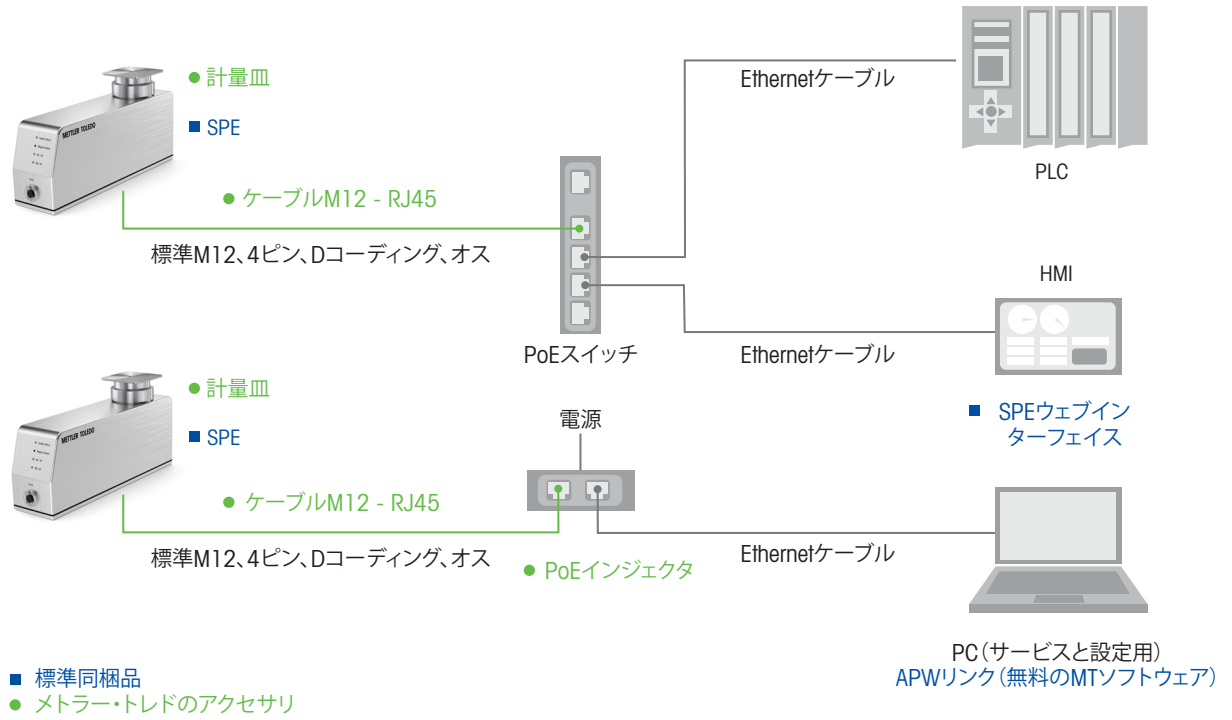 ● 計量皿
Ethernetケーブル
METTLER TOLEDO
■ SPE
PLC
● ケーブルM12 - RJ45
標準M12、4ピン、Dコーディング、オス
HMI
PoEスイッチ
Ethernetケーブル
● 計量皿
■ SPEウェブイン
ターフェイス
電源
METTLER TOLEDO
■ SPE
● ケーブルM12 - RJ45
標準M12、4ピン、Dコーディング、オス
Ethernetケーブル
● PoEインジェクタ
PC（サービスと設定用）
APWリンク（無料のMTソフトウェア）
■ 標準同梱品
● メトラー・トレドのアクセサリ